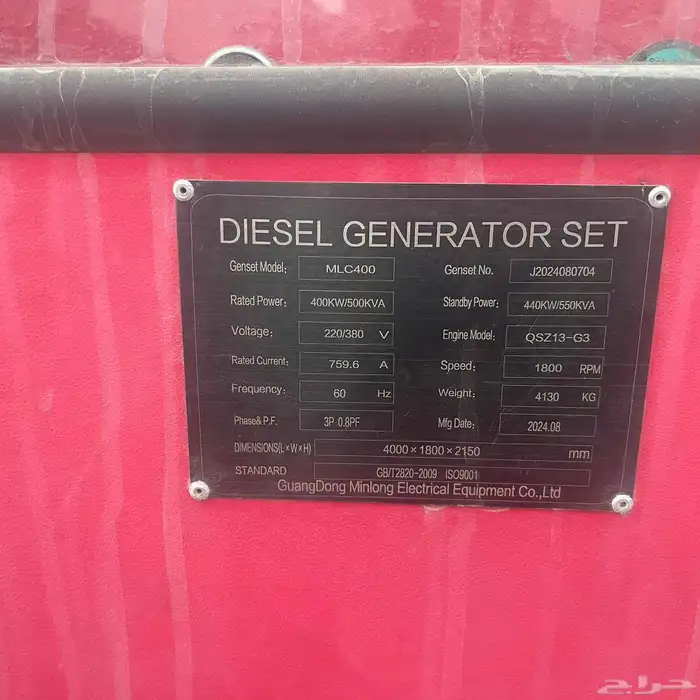 DIESEL GENERATOR SET
Genset Model: MLC400 Genset No. J2024080704
Rated Power: 400KW/500KVA Standby Power: 440KW/550KVA
Voltage: 220/380 V Engine Model: QSZ13-G3
Rated Current: 759.6 A Speed: 1800 RPM
Frequency: 60 Hz Weight: 4130 KG
Phase& P.F. 3P 0.8PF Mfg Date: 2024.08
DIMENSIONS(L×W×H) 4000×1800×2150 mm
STANDARD GB/T2820-2009 ISO9001
GuangDong Minlong Electrical Equipment Co.,Ltd
حراج